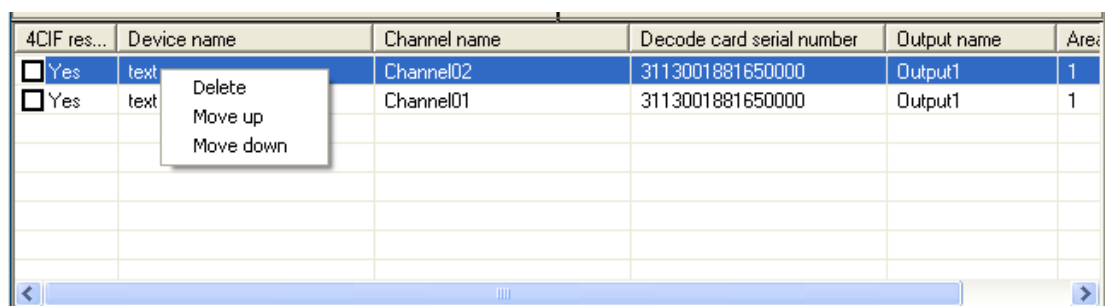 4CIF res... Device name Channel name Decode card serial number Output name Area
Yes text Channel02 3113001881650000 Output1 1
Yes text Channel01 3113001881650000 Output1 1
Delete
Move up
Move down